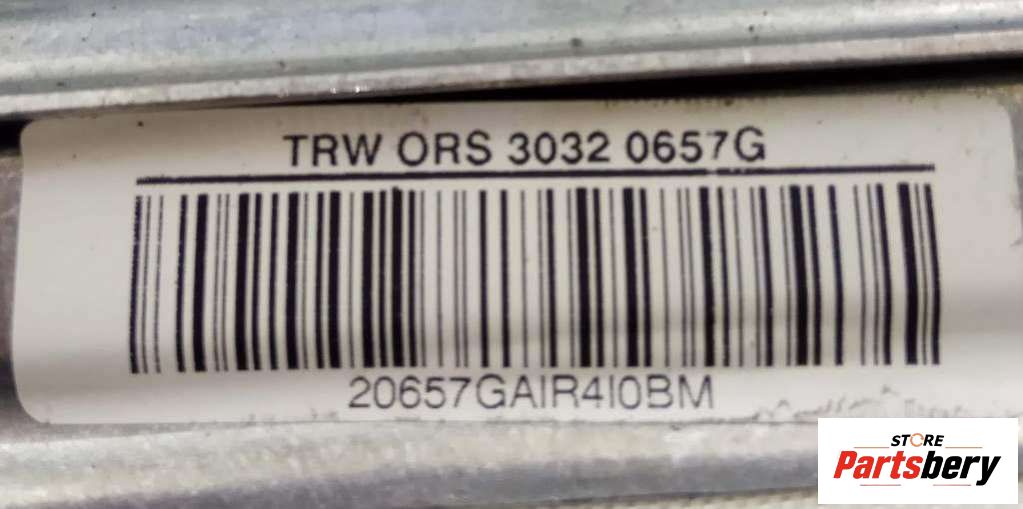 TRW ORS 3032 0657G
20657GAIR4I0BM
STORE
Partsbery